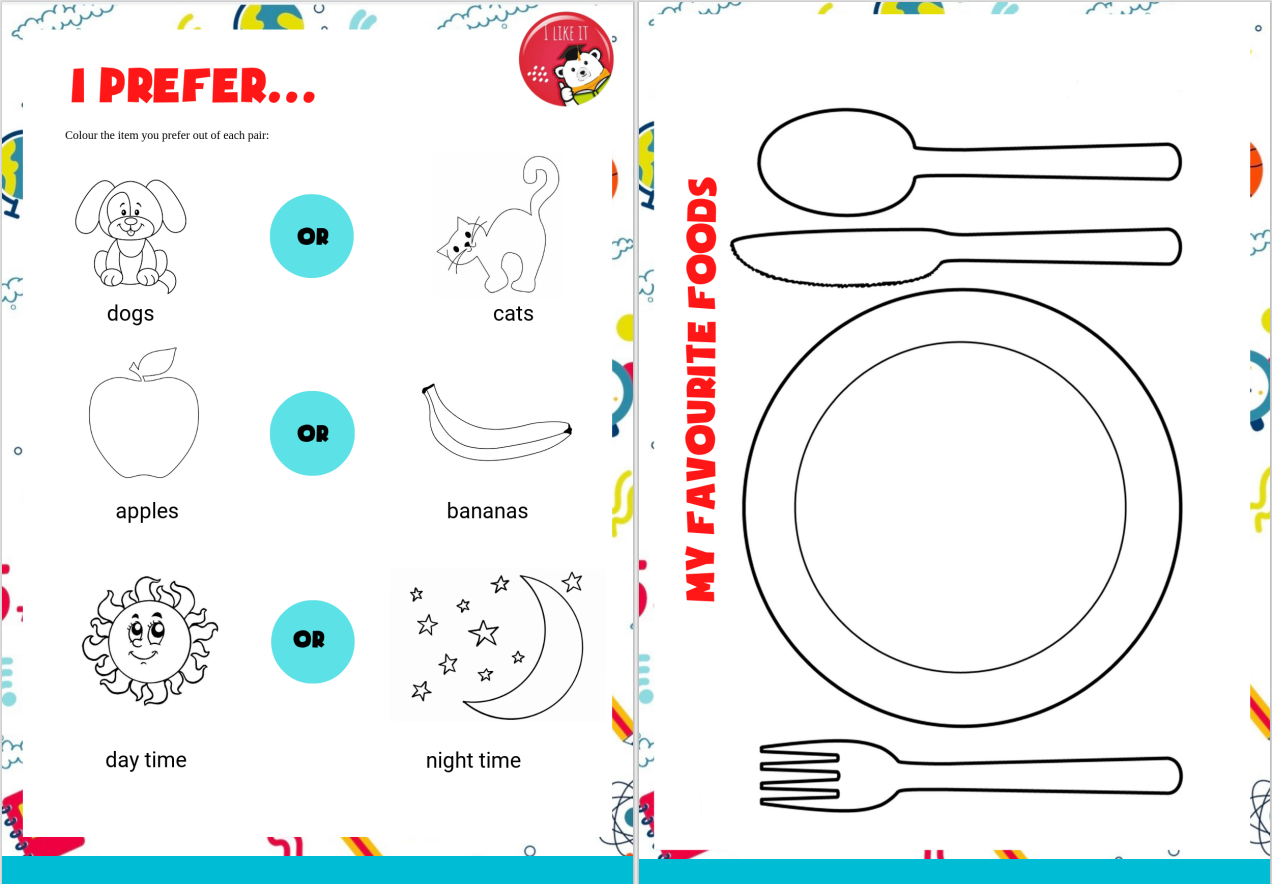 I LIKE IT
I PREFER...
Colour the item you prefer out of each pair:
OR
dogs
cats
OR
apples
bananas
OR
day time
night time
MY FAVOURITE FOODS